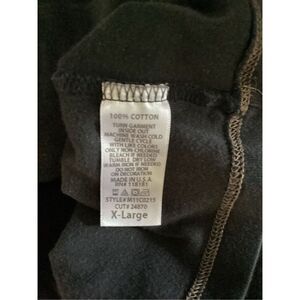 100% COTTON
TURN GARMENT
INSIDE OUT
MACHINE WASH COLD
GENTLE CYCLE
WITH LIKE COLORS
ONLY NON-CHLORINE
BLEACH IF NEEDED
TUMBLE DRY LOW
WARM IRON IF NEEDED
DO NOT IRON
ON DECORATION
MADE IN U.S.A.
RN# 118181
STYLE# M11C0215
CUT# 24870
X-Large